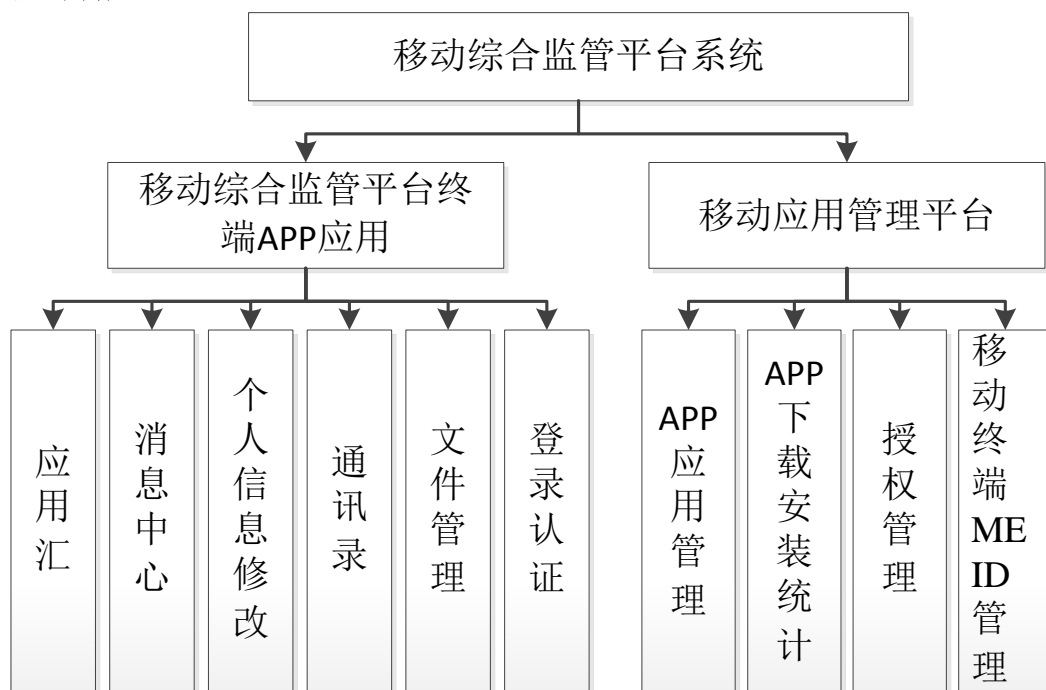 移动综合监管平台系统
移动综合监管平台终
端APP应用
移动应用管理平台
应用汇
消息中心
个人信息修改
通讯录
文件管理
登录认证
APP
应用管理
APP
下载安装统计
授权管理
移动终端
ME
ID
管理